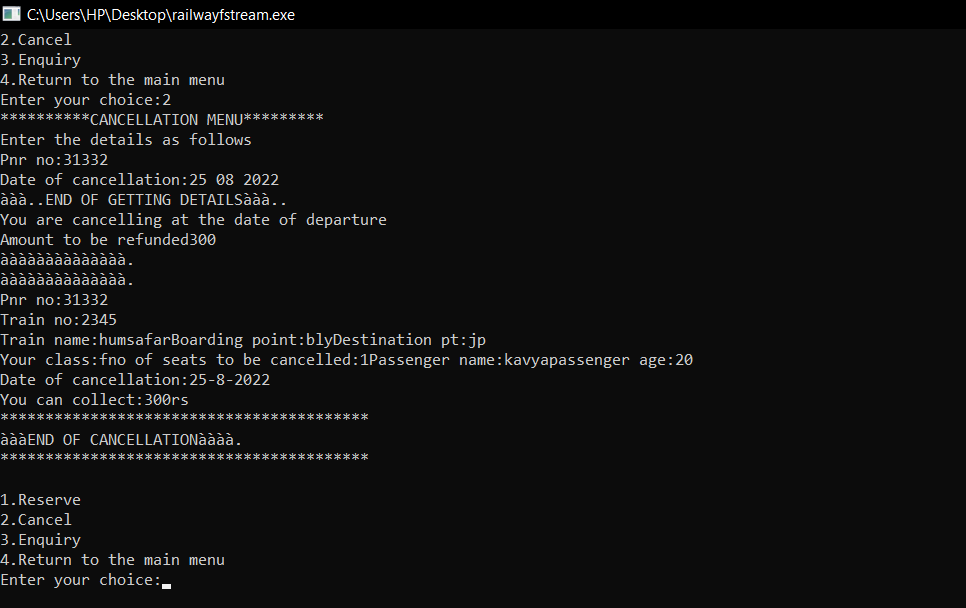 C:\Users\HP\Desktop\railwayfstream.exe
2.Cancel
3.Enquiry
4.Return to the main menu
Enter your choice:2
**********CANCELLATION MENU*********
Enter the details as follows
Pnr no:31332
Date of cancellation:25 08 2022
ààà..END OF GETTING DETAILSààà..
You are cancelling at the date of departure
Amount to be refunded300
àààààààààààààà.
àààààààààààààà.
Pnr no:31332
Train no:2345
Train name:humsafarBoarding point:blyDestination pt:jp
Your class:fno of seats to be cancelled:1Passenger name:kavyapassenger age:20
Date of cancellation:25-8-2022
You can collect:300rs
*****************************************
àààEND OF CANCELLATIONàààà.
*****************************************
1.Reserve
2.Cancel
3.Enquiry
4.Return to the main menu
Enter your choice: